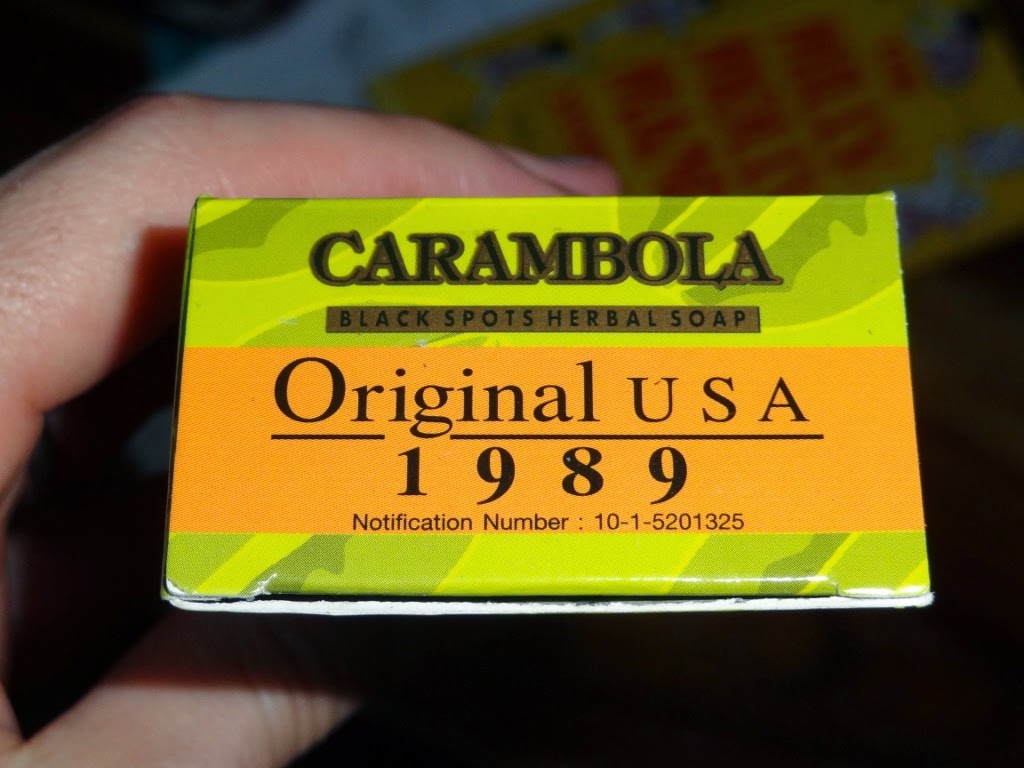 CARAMBOLA
BLACK SPOTS HERBAL SOAP
Original USA
1989
Notification Number : 10-1-5201325